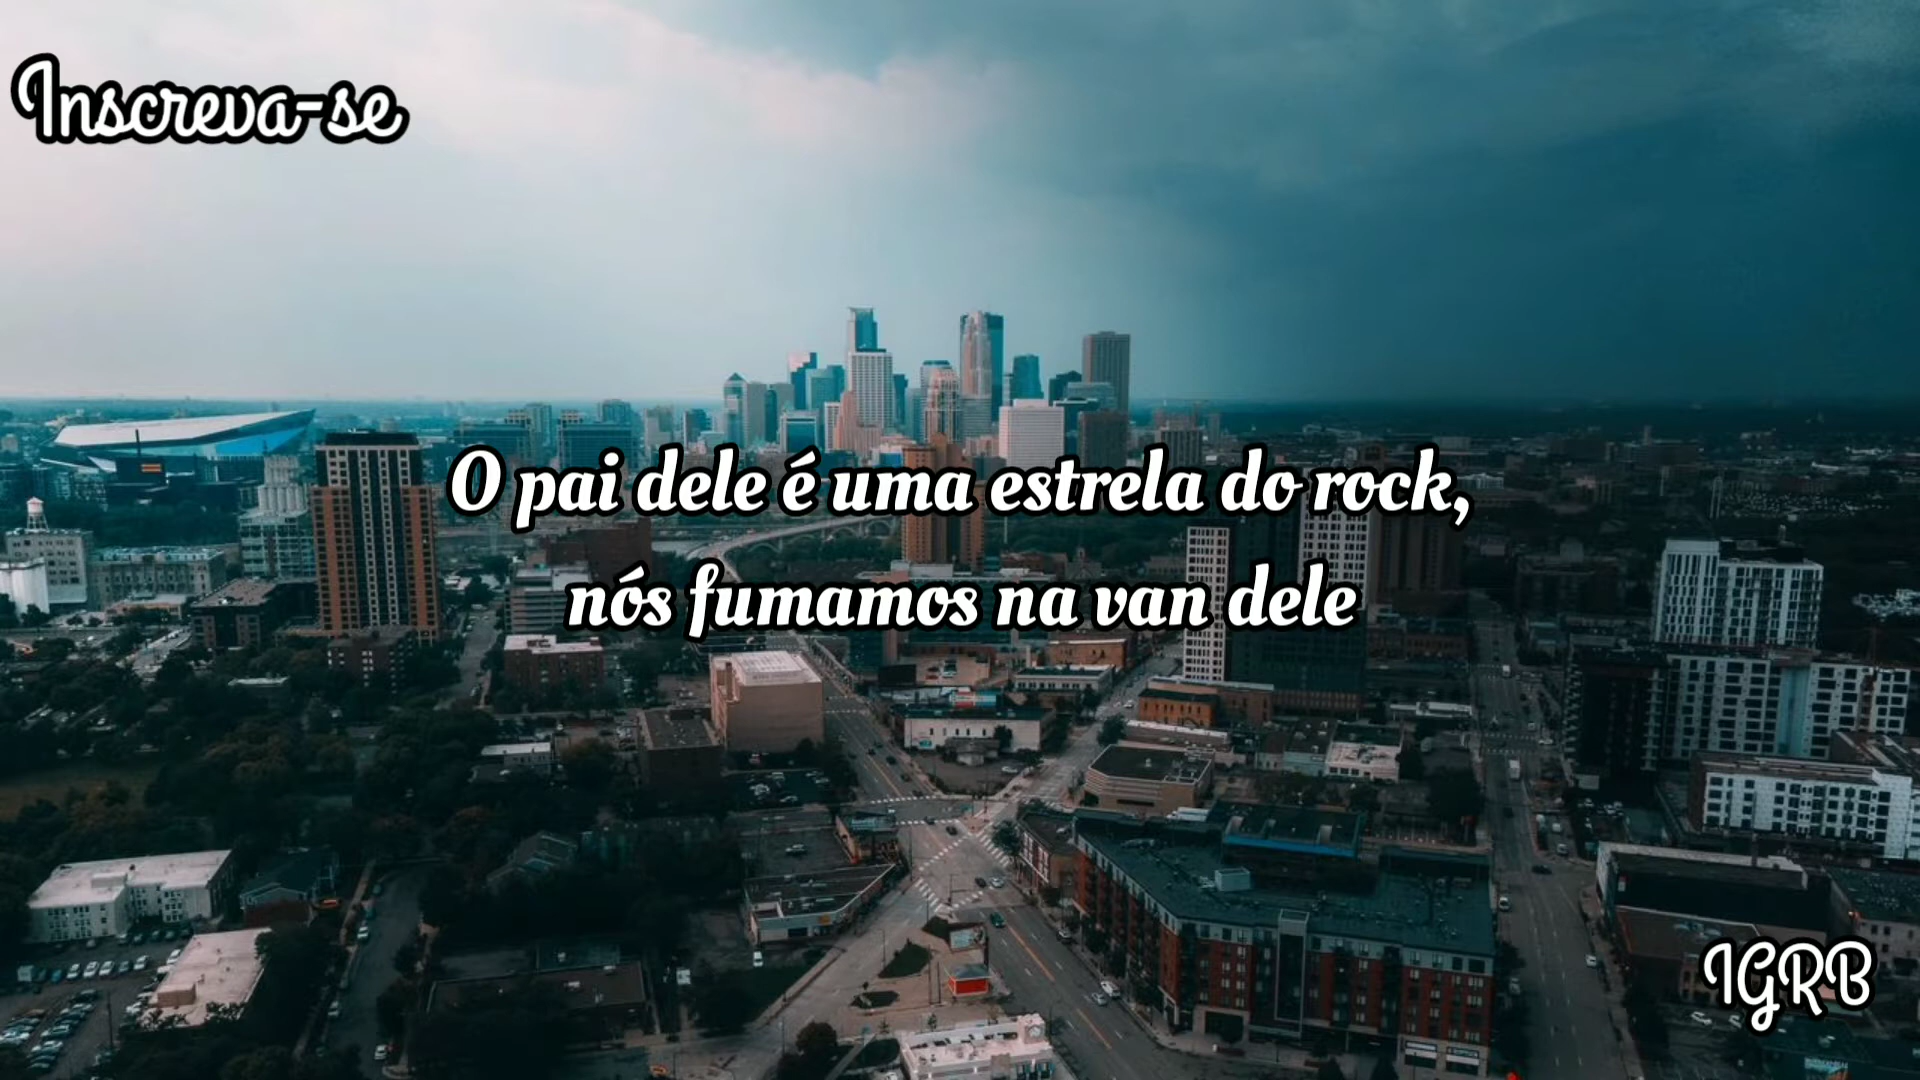 Inscreva-se
O pai dele é uma estrela do rock,
nós fumamos na van dele
IGRB